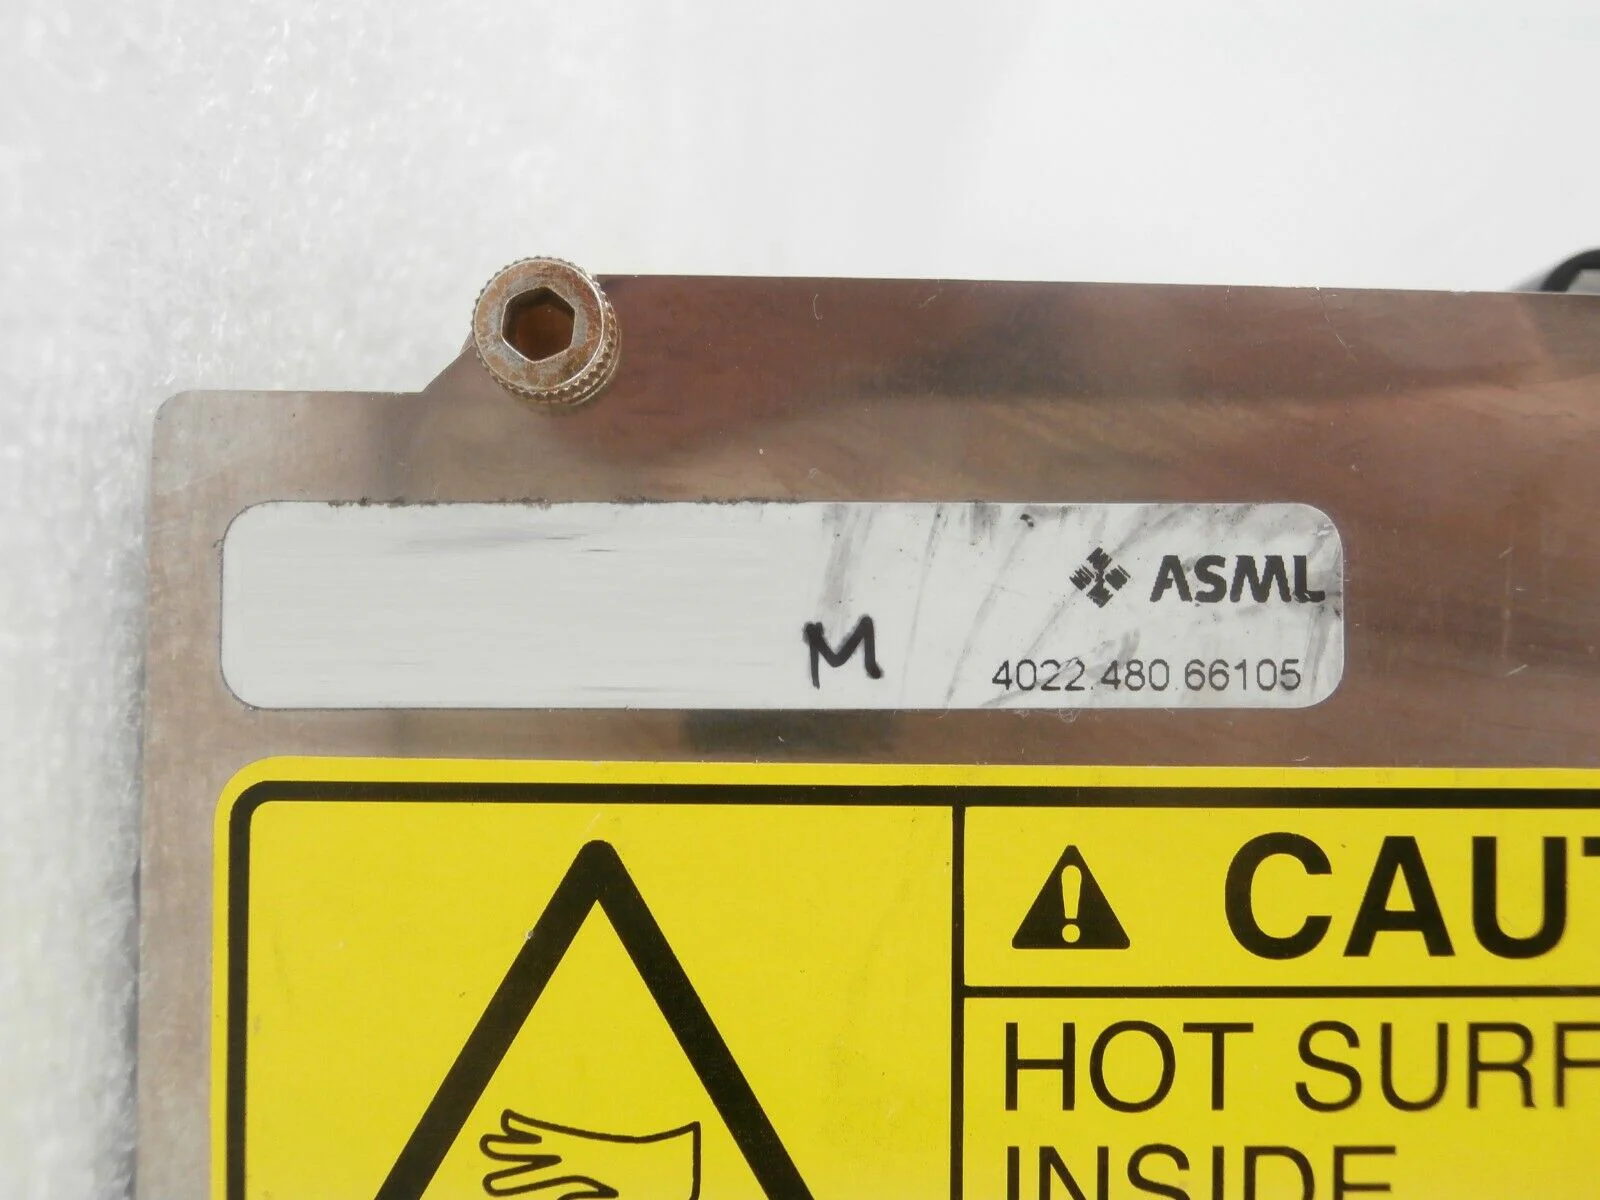 ASML
M
4022.480.66105
CAUT
HOT SURF
INSIDE